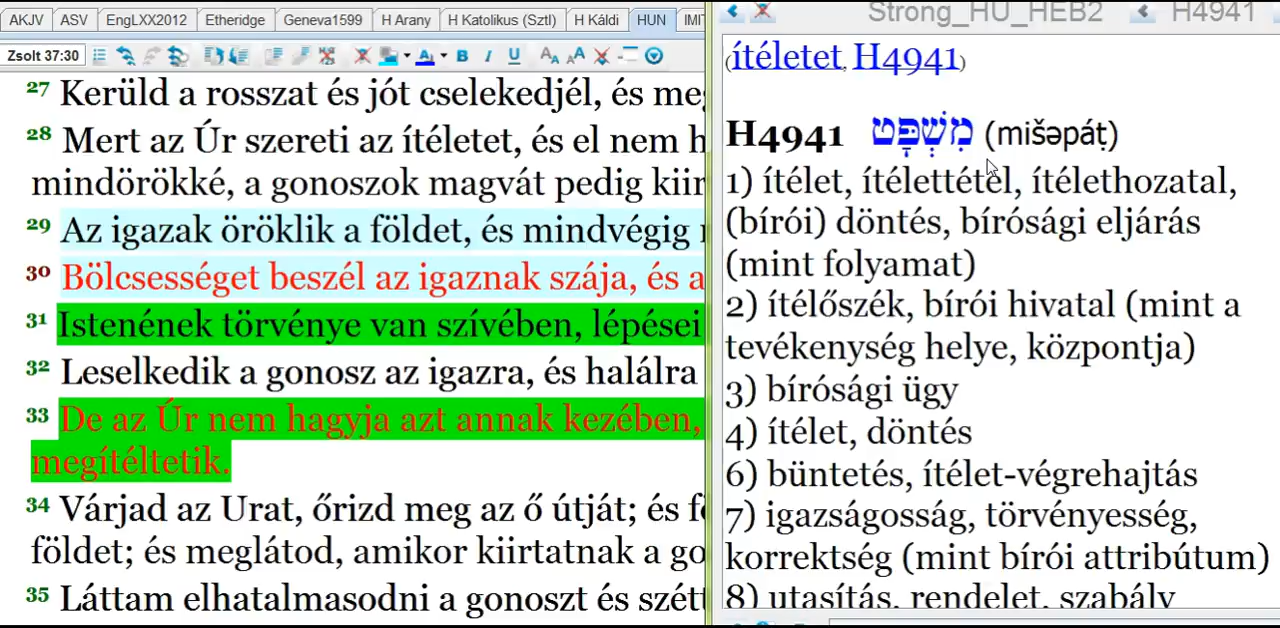 AKJV ASV EngLXX2012 Etheridge Geneva1599 H Arany H Katolikus (Sztl) H Káldi HUN
Zsolt 37:30
27 Kerüld a rosszat és jót cselekedjél, és
28 Mert az Úr szereti az ítéletet, és el nem
mindörökké, a gonoszok magvát pedig
29 Az igazak öröklik a földet, és mindvégig
30 Bölcsességet beszél az igaznak szája, és a
31 Istenének törvénye van szívében, lépései
32 Leselkedik a gonosz az igazra, és halálra
33 De az Úr nem hagyja azt annak kezében,
megítéltetik.
34 Várjad az Urat, őrizd meg az ő útját; és
földet; és meglátod, amikor kiirtatnak a
35 Láttam elhatalmasodni a gonoszt és
Strong_HU_HEB2 H4941
(ítéletet, H4941)
H4941 מִשְׁפָּט (mišəpáṭ)
1) ítélet, ítélettétel, ítélethozatal,
(bírói) döntés, bírósági eljárás
(mint folyamat)
2) ítélőszék, bírói hivatal (mint a
tevékenység helye, központja)
3) bírósági ügy
4) ítélet, döntés
6) büntetés, ítélet-végrehajtás
7) igazságosság, törvényesség,
korrektség (mint bírói attribútum)
8) utasítás, rendelet, szabály